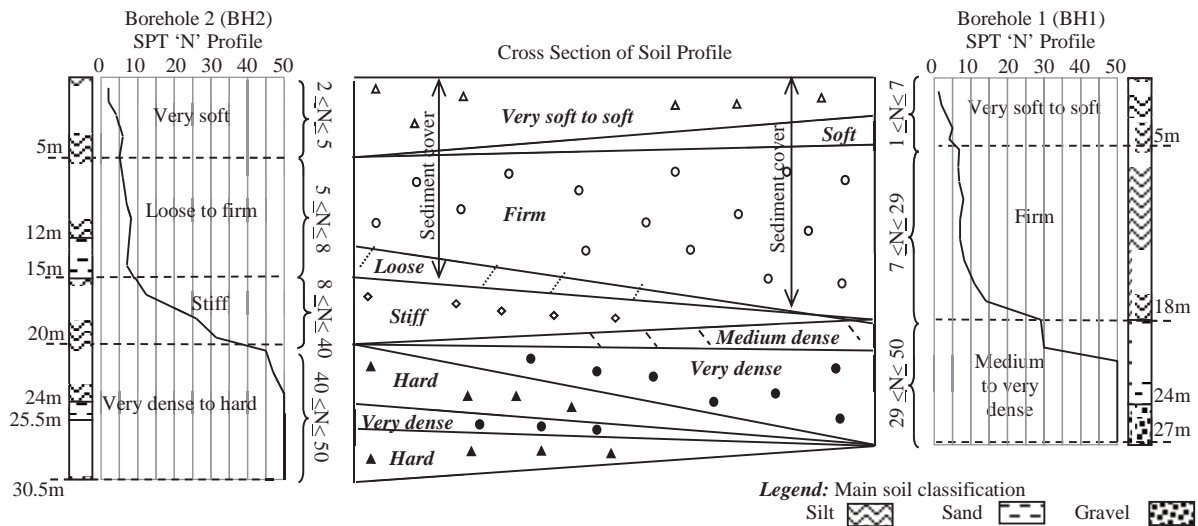 Borehole 2 (BH2)
SPT ‘N’ Profile
0 10 20 30 40 50
Very soft
5m
Loose to firm
12m
15m
Stiff
20m
24m
Very dense to hard
25.5m
30.5m
2 ≤N≤ 5
5 ≤N≤ 8
8 ≤N≤ 40
40 ≤N≤ 50
Cross Section of Soil Profile
Very soft to soft
Soft
Sediment cover
Sediment cover
Firm
Loose
Stiff
Medium dense
Hard
Very dense
Very dense
Hard
Borehole 1 (BH1)
SPT ‘N’ Profile
0 10 20 30 40 50
1 ≤N≤ 7
7 ≤N≤ 29
29 ≤N≤ 50
Very soft to soft
5m
Firm
18m
Medium
to very
dense
24m
27m
Legend: Main soil classification
Silt Sand Gravel